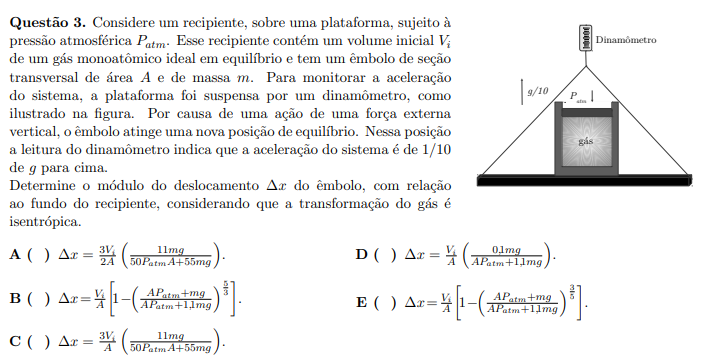 Questão 3. Considere um recipiente, sobre uma plataforma, sujeito à
pressão atmosférica P_{atm}. Esse recipiente contém um volume inicial V_i
de um gás monoatômico ideal em equilíbrio e tem um êmbolo de seção
transversal de área A e de massa m. Para monitorar a aceleração
do sistema, a plataforma foi suspensa por um dinamômetro, como
ilustrado na figura. Por causa de uma ação de uma força externa
vertical, o êmbolo atinge uma nova posição de equilíbrio. Nessa posição
a leitura do dinamômetro indica que a aceleração do sistema é de 1/10
de g para cima.
Determine o módulo do deslocamento Δx do êmbolo, com relação
ao fundo do recipiente, considerando que a transformação do gás é
isentrópica.
Dinamômetro
g/10
P_{atm}
gás
A ( ) Δx = \frac{3V_i}{2A} \left( \frac{11mg}{50P_{atm}A+55mg} \right).
B ( ) Δx = \frac{V_i}{A} \left[ 1 - \left( \frac{AP_{atm}+mg}{AP_{atm}+1,1mg} \right)^{\frac{5}{3}} \right].
C ( ) Δx = \frac{3V_i}{A} \left( \frac{11mg}{50P_{atm}A+55mg} \right).
D ( ) Δx = \frac{V_i}{A} \left( \frac{0,1mg}{AP_{atm}+1,1mg} \right).
E ( ) Δx = \frac{V_i}{A} \left[ 1 - \left( \frac{AP_{atm}+mg}{AP_{atm}+1,1mg} \right)^{\frac{3}{5}} \right].